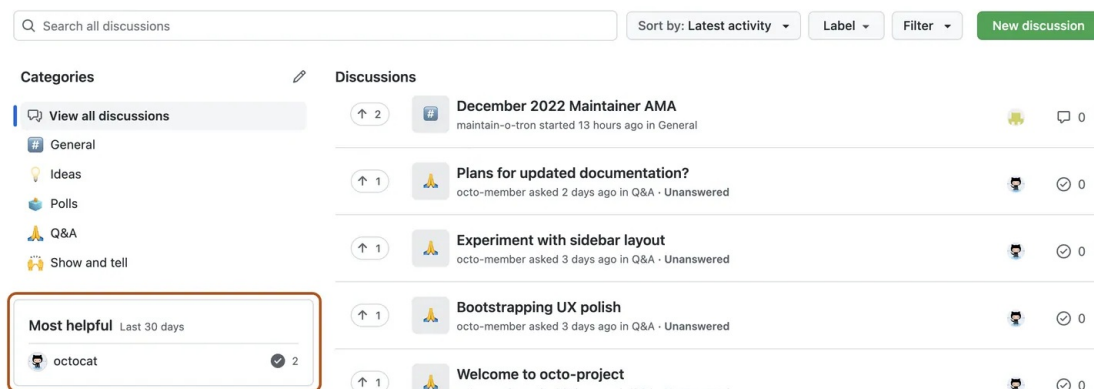 Search all discussions
Sort by: Latest activity
Label
Filter
New discussion
Categories
View all discussions
General
Ideas
Polls
Q&A
Show and tell
Most helpful Last 30 days
octocat 2
Discussions
2 December 2022 Maintainer AMA 0
maintain-o-tron started 13 hours ago in General
1 Plans for updated documentation? 0
octo-member asked 2 days ago in Q&A · Unanswered
1 Experiment with sidebar layout 0
octo-member asked 3 days ago in Q&A · Unanswered
1 Bootstrapping UX polish 0
octo-member asked 3 days ago in Q&A · Unanswered
1 Welcome to octo-project 0